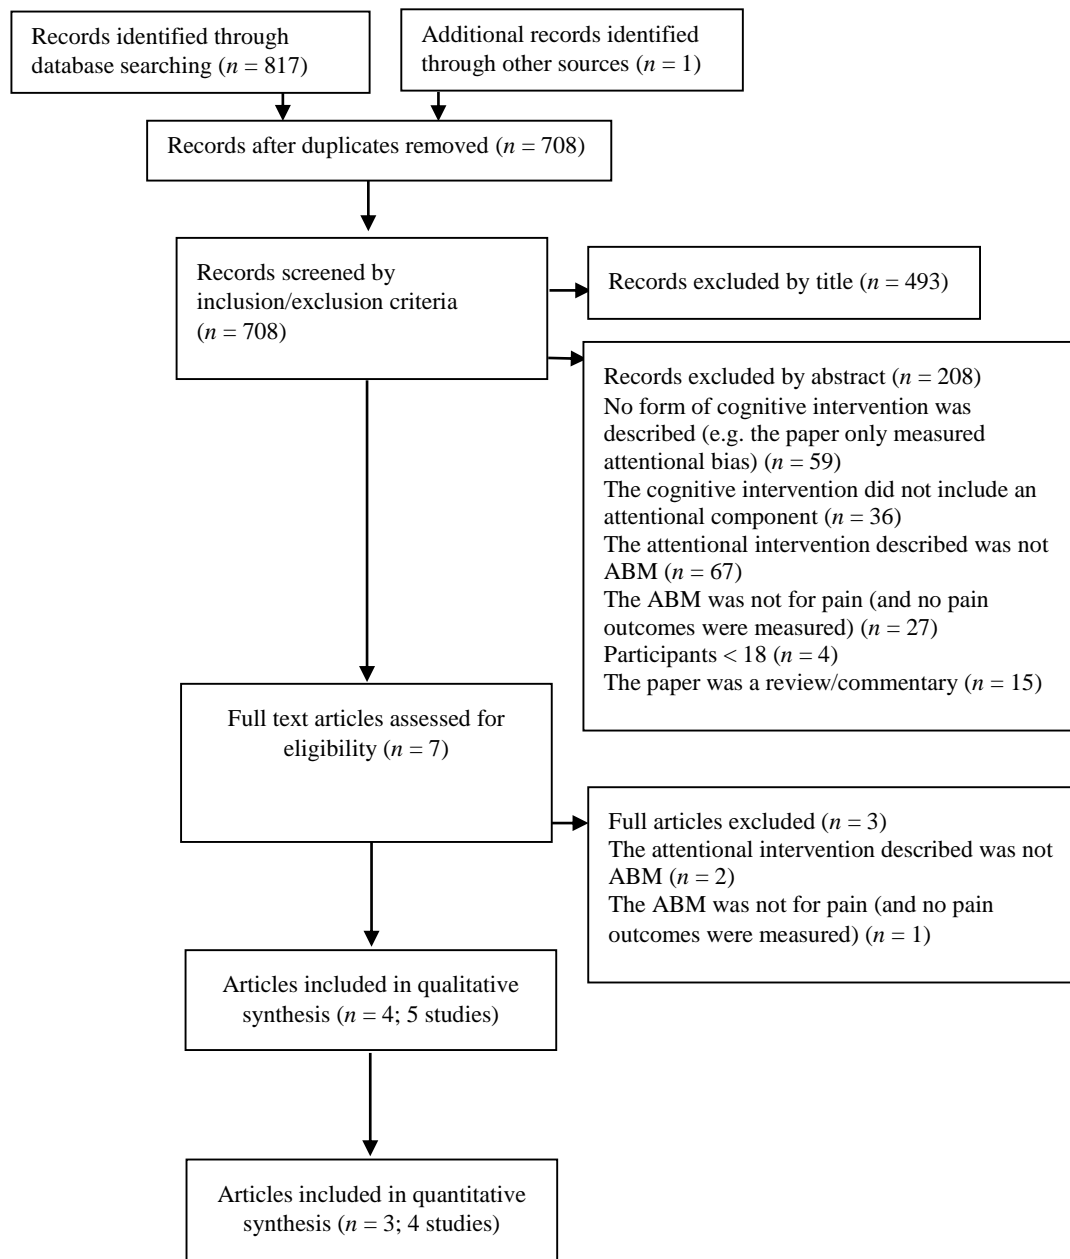 Records identified through
database searching (n = 817)
Additional records identified
through other sources (n = 1)
Records after duplicates removed (n = 708)
Records screened by
inclusion/exclusion criteria
(n = 708)
Records excluded by title (n = 493)
Records excluded by abstract (n = 208)
No form of cognitive intervention was
described (e.g. the paper only measured
attentional bias) (n = 59)
The cognitive intervention did not include an
attentional component (n = 36)
The attentional intervention described was not
ABM (n = 67)
The ABM was not for pain (and no pain
outcomes were measured) (n = 27)
Participants < 18 (n = 4)
The paper was a review/commentary (n = 15)
Full text articles assessed for
eligibility (n = 7)
Full articles excluded (n = 3)
The attentional intervention described was not
ABM (n = 2)
The ABM was not for pain (and no pain
outcomes were measured) (n = 1)
Articles included in qualitative
synthesis (n = 4; 5 studies)
Articles included in quantitative
synthesis (n = 3; 4 studies)